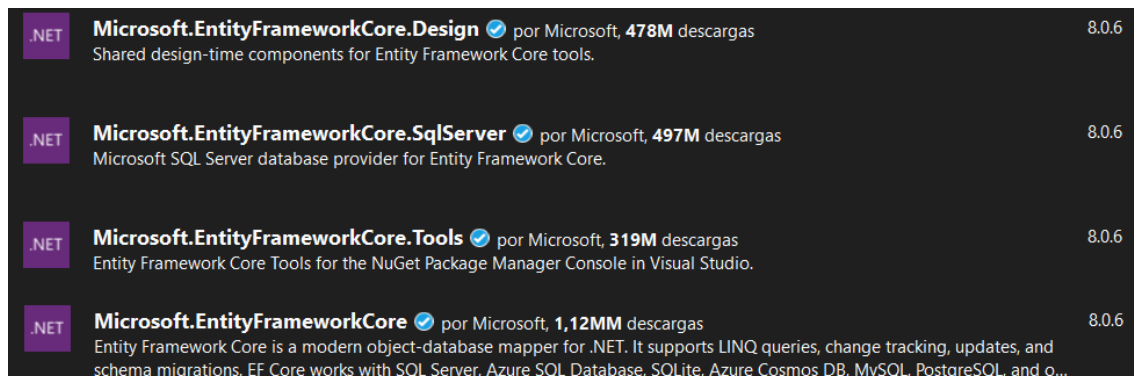 .NET Microsoft.EntityFrameworkCore.Design por Microsoft, 478M descargas 8.0.6
Shared design-time components for Entity Framework Core tools.
.NET Microsoft.EntityFrameworkCore.SqlServer por Microsoft, 497M descargas 8.0.6
Microsoft SQL Server database provider for Entity Framework Core.
.NET Microsoft.EntityFrameworkCore.Tools por Microsoft, 319M descargas 8.0.6
Entity Framework Core Tools for the NuGet Package Manager Console in Visual Studio.
.NET Microsoft.EntityFrameworkCore por Microsoft, 1,12MM descargas 8.0.6
Entity Framework Core is a modern object-database mapper for .NET. It supports LINQ queries, change tracking, updates, and
schema migrations. EF Core works with SQL Server, Azure SQL Database, SQLite, Azure Cosmos DB, MySQL, PostgreSQL, and o...